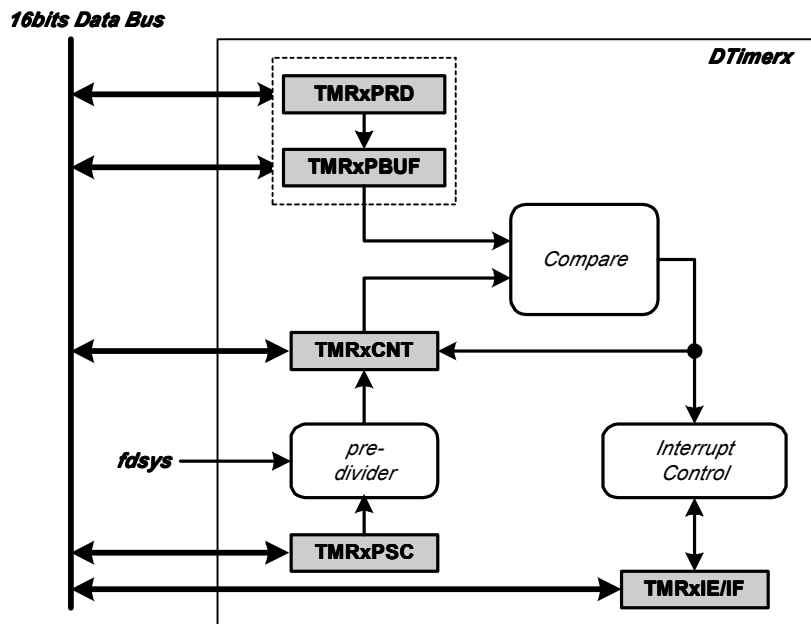 16bits Data Bus
DTimerx
TMRxPRD
TMRxPBUF
Compare
TMRxCNT
fdsys
pre-
divider
Interrupt
Control
TMRxPSC
TMRxIE/IF